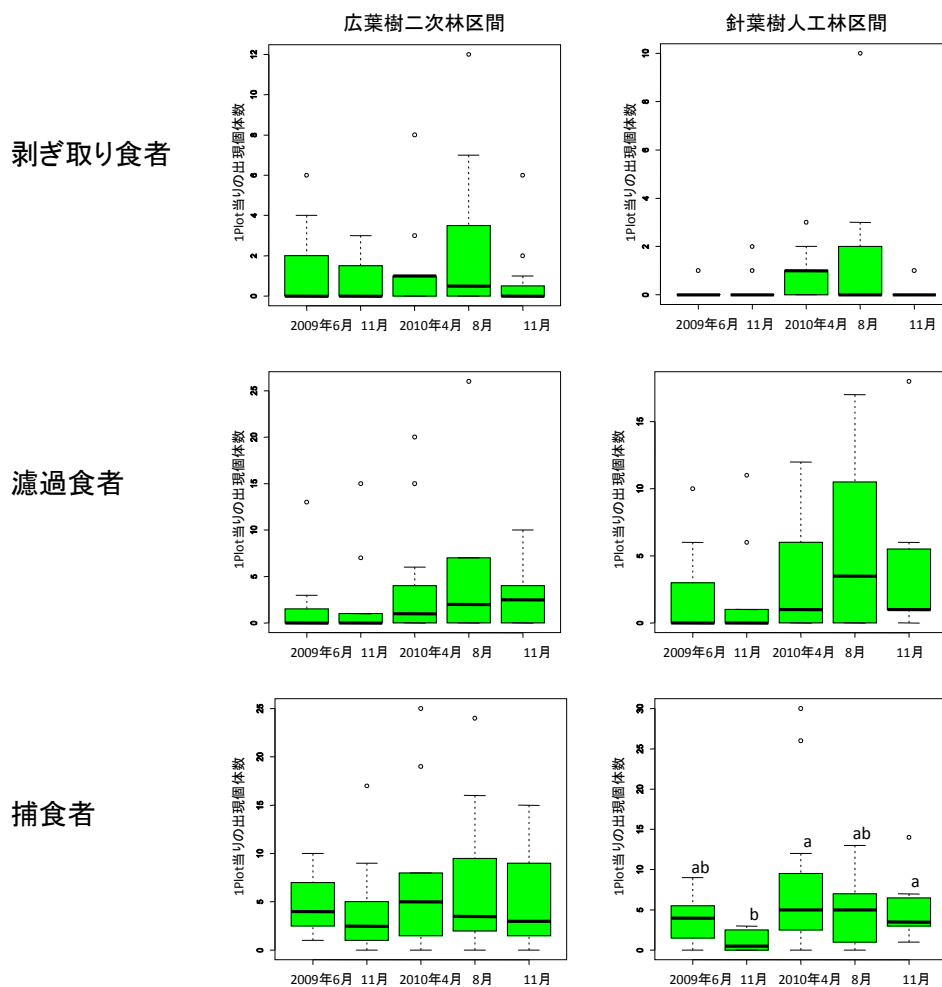 広葉樹二次林区間
針葉樹人工林区間
剥ぎ取り食者
1Plot当りの出現個体数
0 2 4 6 8 10 12
2009年6月 11月 2010年4月 8月 11月
1Plot当りの出現個体数
0 2 4 6 8 10
2009年6月 11月 2010年4月 8月 11月
濾過食者
1Plot当りの出現個体数
0 5 10 15 20 25
2009年6月 11月 2010年4月 8月 11月
1Plot当りの出現個体数
0 5 10 15
2009年6月 11月 2010年4月 8月 11月
捕食者
1Plot当りの出現個体数
0 5 10 15 20 25
2009年6月 11月 2010年4月 8月 11月
1Plot当りの出現個体数
0 5 10 15 20 25 30
ab b a ab a
2009年6月 11月 2010年4月 8月 11月